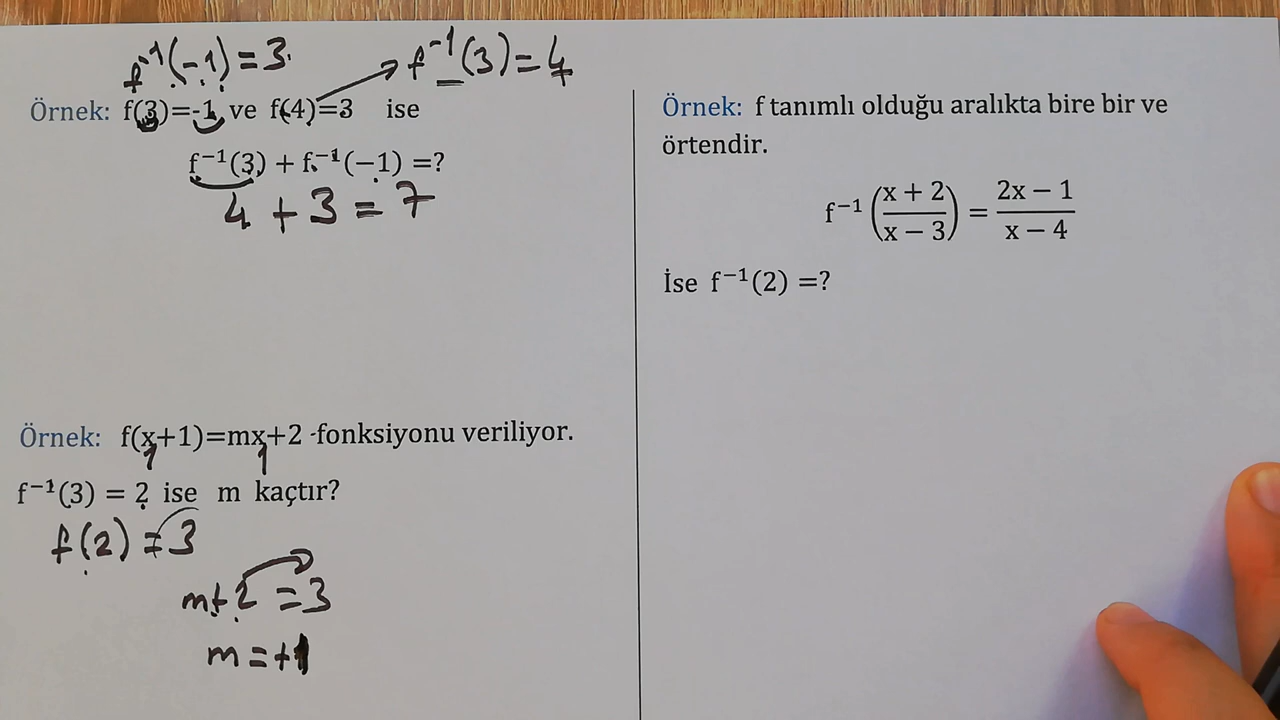 f⁻¹(-1)=3
f⁻¹(3)=4
Örnek: f(3)=-1 ve f(4)=3 ise
f⁻¹(3) + f⁻¹(−1) =?
4 + 3 = 7
Örnek: f(x+1)=mx+2 -fonksiyonu veriliyor.
1 1
f⁻¹(3) = 2 ise m kaçtır?
f(2) = 3
m+2 = 3
m = +1
Örnek: f tanımlı olduğu aralıkta bire bir ve
örtendir.
f⁻¹((x + 2)/(x − 3)) = (2x − 1)/(x − 4)
İse f⁻¹(2) =?